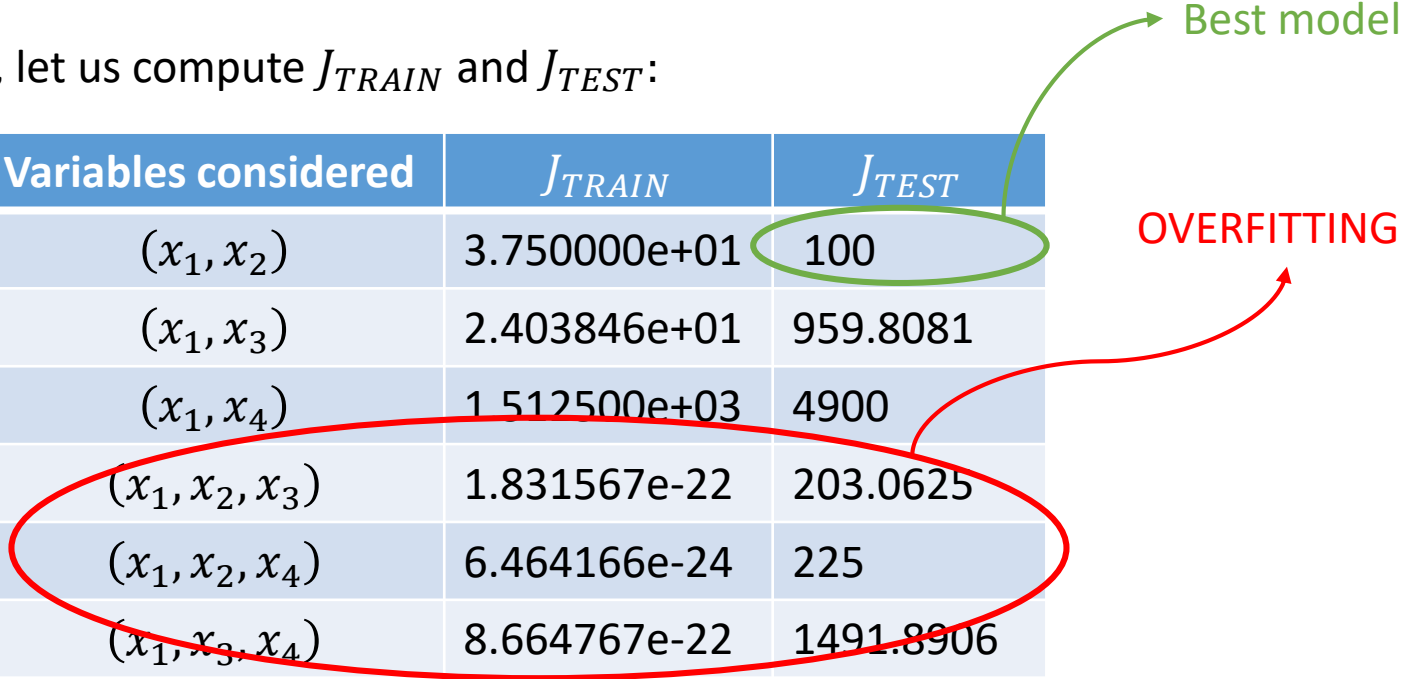 Best model
, let us compute J_TRAIN and J_TEST:
OVERFITTING
Variables considered J_TRAIN J_TEST
(x₁, x₂) 3.750000e+01 100
(x₁, x₃) 2.403846e+01 959.8081
(x₁, x₄) 1.512500e+03 4900
(x₁, x₂, x₃) 1.831567e-22 203.0625
(x₁, x₂, x₄) 6.464166e-24 225
(x₁, x₃, x₄) 8.664767e-22 1491.8906